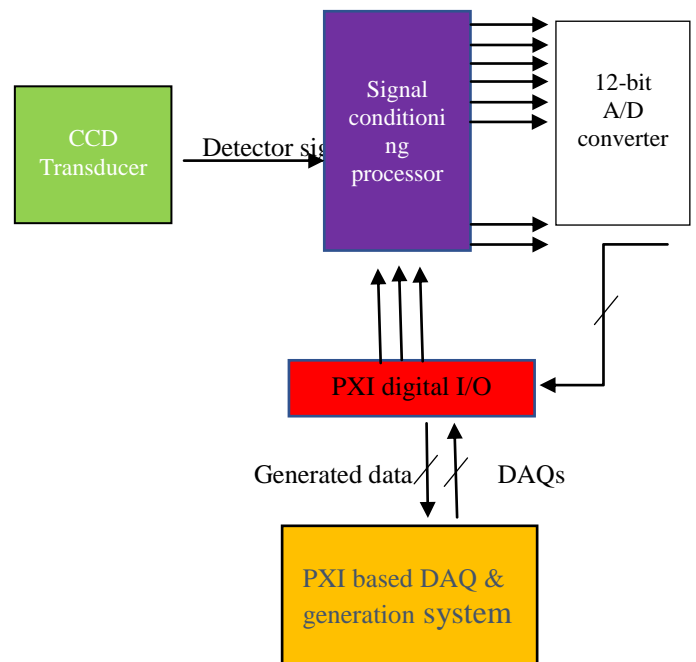 CCD
Transducer
Detector sig
Signal
conditioni
ng
processor
12-bit
A/D
converter
PXI digital I/O
Generated data
DAQs
PXI based DAQ &
generation system